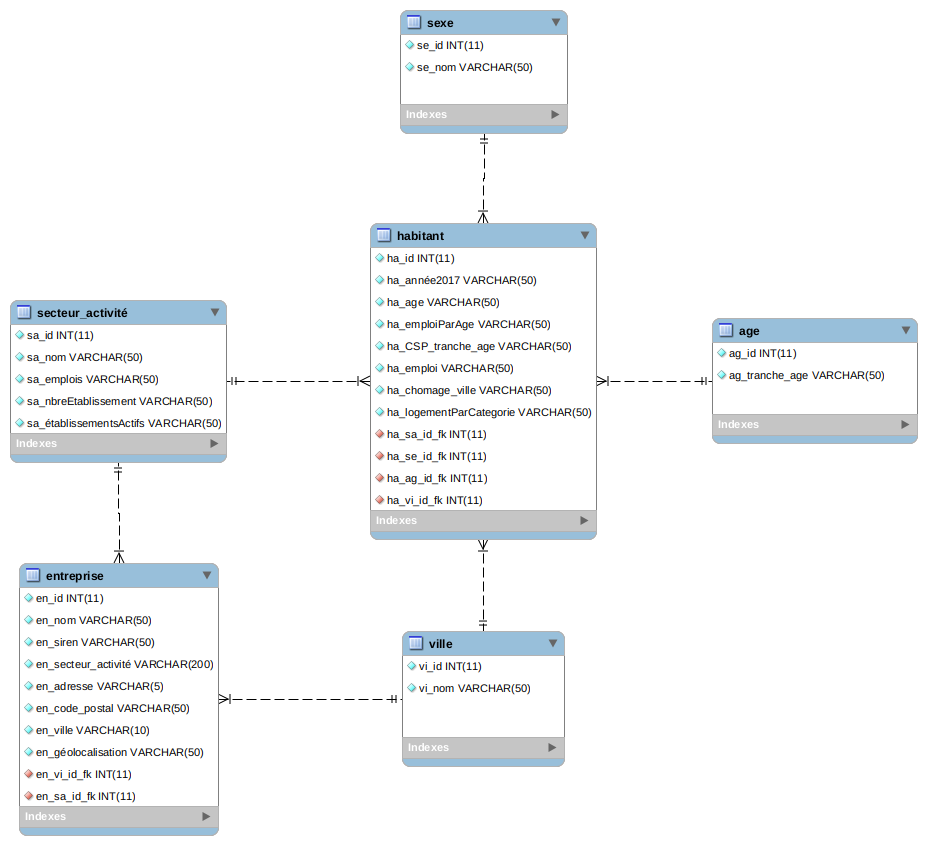 sexe
se_id INT(11)
se_nom VARCHAR(50)
Indexes
habitant
ha_id INT(11)
ha_année2017 VARCHAR(50)
ha_age VARCHAR(50)
ha_emploiParAge VARCHAR(50)
ha_CSP_tranche_age VARCHAR(50)
ha_emploi VARCHAR(50)
ha_chomage_ville VARCHAR(50)
ha_logementParCategorie VARCHAR(50)
ha_sa_id_fk INT(11)
ha_se_id_fk INT(11)
ha_ag_id_fk INT(11)
ha_vi_id_fk INT(11)
Indexes
secteur_activité
sa_id INT(11)
sa_nom VARCHAR(50)
sa_emplois VARCHAR(50)
sa_nbreEtablissement VARCHAR(50)
sa_établissementsActifs VARCHAR(50)
Indexes
age
ag_id INT(11)
ag_tranche_age VARCHAR(50)
Indexes
entreprise
en_id INT(11)
en_nom VARCHAR(50)
en_siren VARCHAR(50)
en_secteur_activité VARCHAR(200)
en_adresse VARCHAR(5)
en_code_postal VARCHAR(50)
en_ville VARCHAR(10)
en_géolocalisation VARCHAR(50)
en_vi_id_fk INT(11)
en_sa_id_fk INT(11)
Indexes
ville
vi_id INT(11)
vi_nom VARCHAR(50)
Indexes